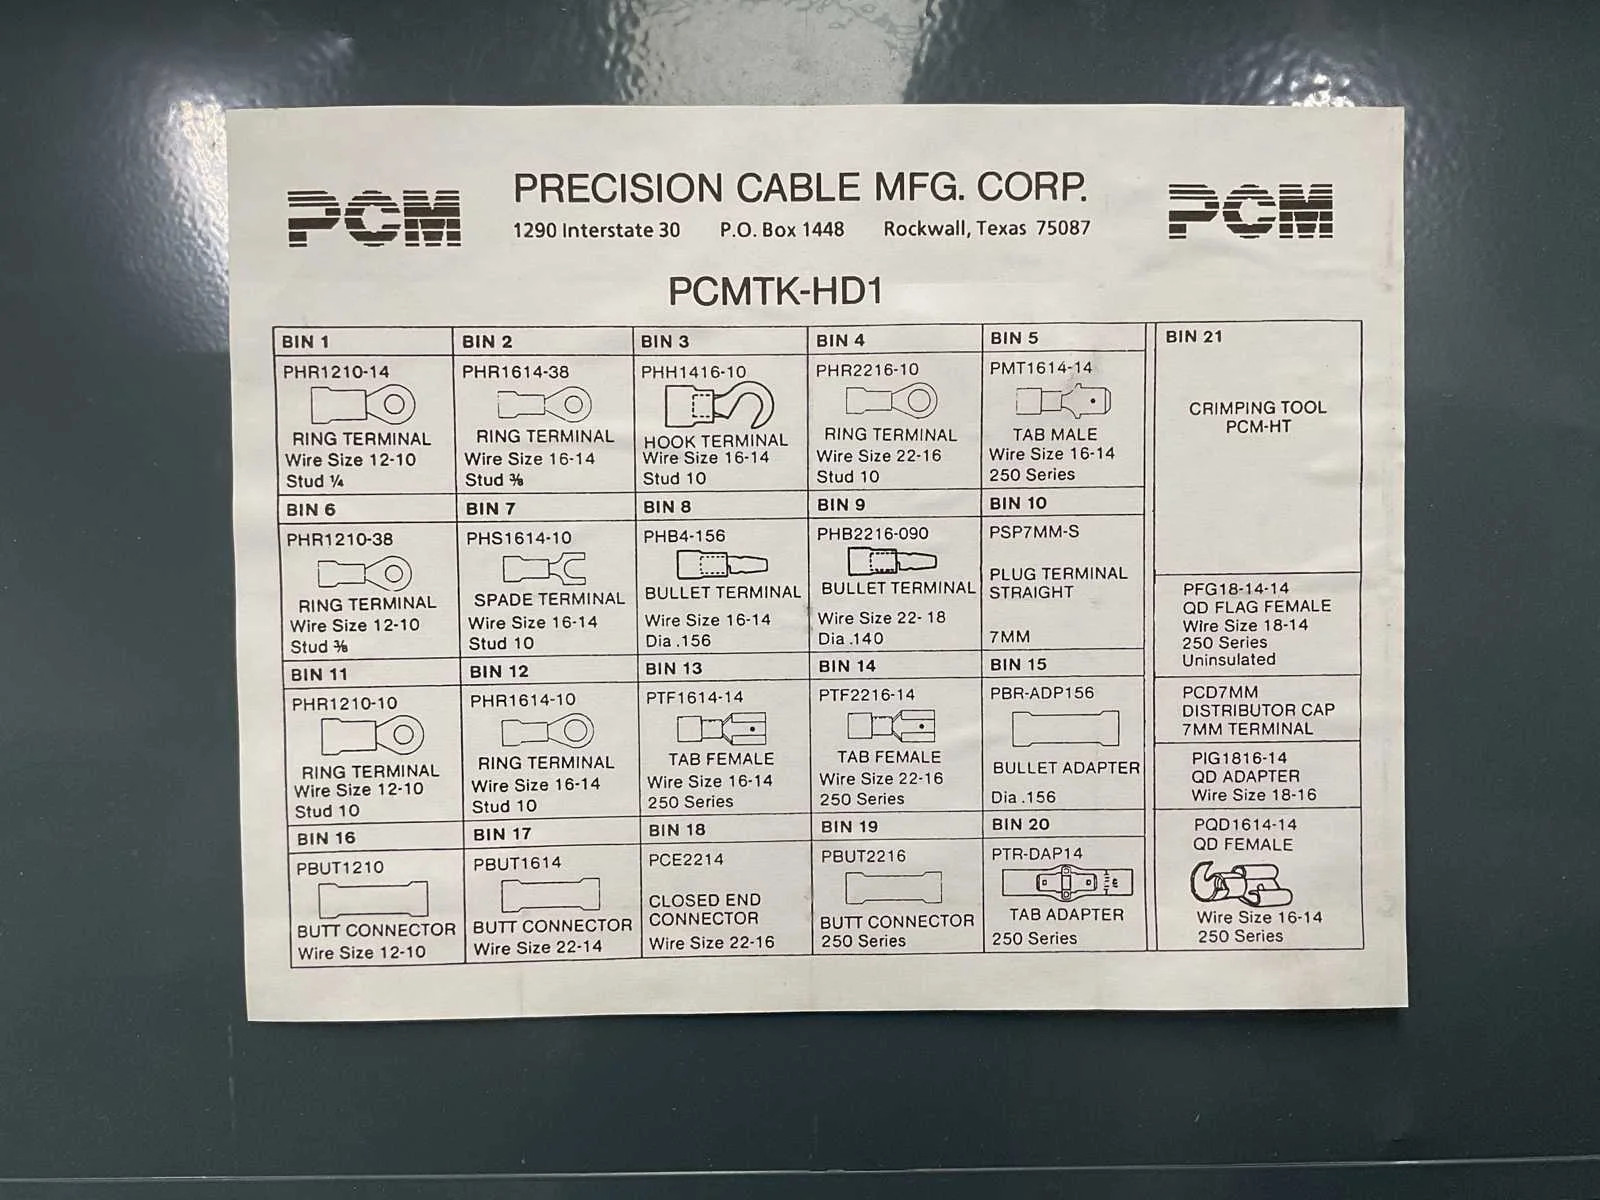 PCM
PRECISION CABLE MFG. CORP.
PCM
1290 Interstate 30 P.O. Box 1448 Rockwall, Texas 75087
PCMTK-HD1
BIN 1
PHR1210-14
RING TERMINAL
Wire Size 12-10
Stud ¼
BIN 2
PHR1614-38
RING TERMINAL
Wire Size 16-14
Stud ⅜
BIN 3
PHH1416-10
HOOK TERMINAL
Wire Size 16-14
Stud 10
BIN 4
PHR2216-10
RING TERMINAL
Wire Size 22-16
Stud 10
BIN 5
PMT1614-14
TAB MALE
Wire Size 16-14
250 Series
BIN 6
PHR1210-38
RING TERMINAL
Wire Size 12-10
Stud ⅜
BIN 7
PHS1614-10
SPADE TERMINAL
Wire Size 16-14
Stud 10
BIN 8
PHB4-156
BULLET TERMINAL
Wire Size 16-14
Dia .156
BIN 9
PHB2216-090
BULLET TERMINAL
Wire Size 22- 18
Dia .140
BIN 10
PSP7MM-S
PLUG TERMINAL
STRAIGHT
7MM
BIN 11
PHR1210-10
RING TERMINAL
Wire Size 12-10
Stud 10
BIN 12
PHR1614-10
RING TERMINAL
Wire Size 16-14
Stud 10
BIN 13
PTF1614-14
TAB FEMALE
Wire Size 16-14
250 Series
BIN 14
PTF2216-14
TAB FEMALE
Wire Size 22-16
250 Series
BIN 15
PBR-ADP156
BULLET ADAPTER
Dia .156
BIN 16
PBUT1210
BUTT CONNECTOR
Wire Size 12-10
BIN 17
PBUT1614
BUTT CONNECTOR
Wire Size 22-14
BIN 18
PCE2214
CLOSED END
CONNECTOR
Wire Size 22-16
BIN 19
PBUT2216
BUTT CONNECTOR
250 Series
BIN 20
PTR-DAP14
TAB ADAPTER
250 Series
BIN 21
CRIMPING TOOL
PCM-HT
PFG18-14-14
QD FLAG FEMALE
Wire Size 18-14
250 Series
Uninsulated
PCD7MM
DISTRIBUTOR CAP
7MM TERMINAL
PIG1816-14
QD ADAPTER
Wire Size 18-16
PQD1614-14
QD FEMALE
Wire Size 16-14
250 Series